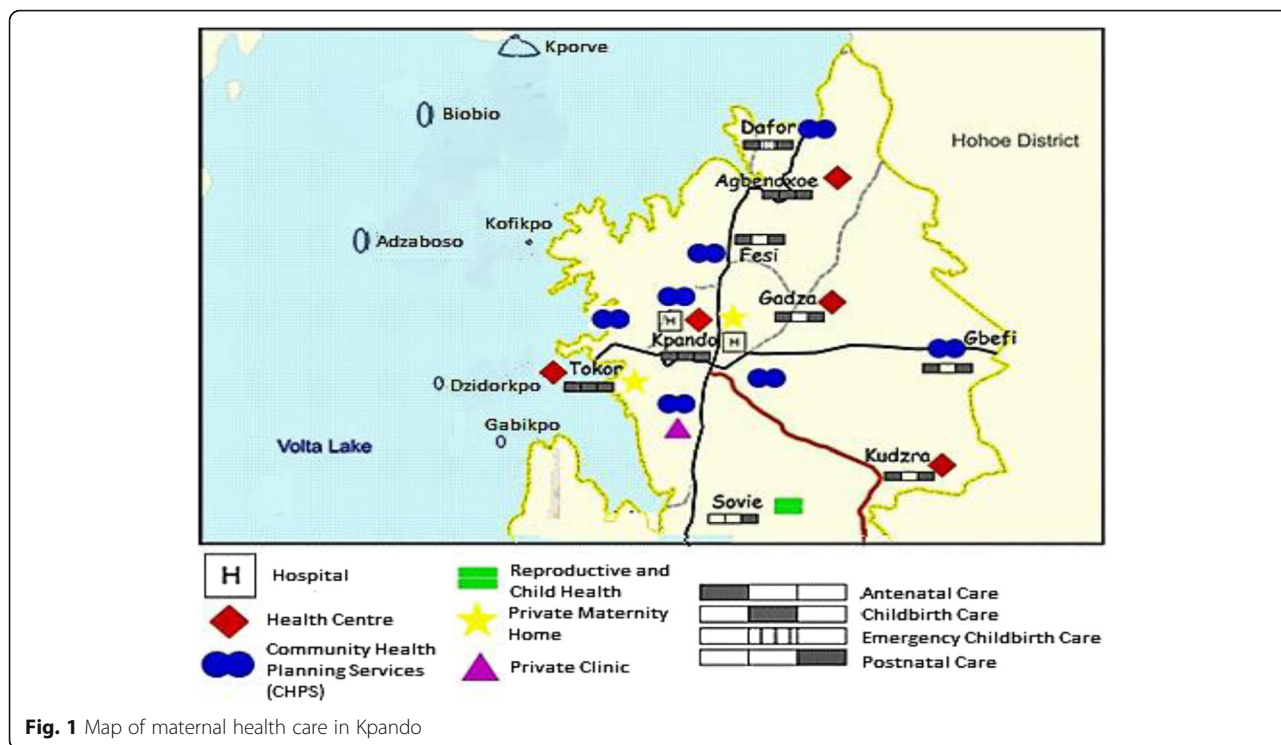 Kporve
Biobio
Dafor
Hohoe District
Agbenoxoe
Kofikpo
Adzaboso
Fesi
Gadza
H
Kpando
H
Gbefi
Tokor
Dzidorkpo
Gabikpo
Volta Lake
Kudzra
Sovie
H
Hospital
Health Centre
Community Health
Planning Services
(CHPS)
Reproductive and
Child Health
Private Maternity
Home
Private Clinic
Antenatal Care
Childbirth Care
Emergency Childbirth Care
Postnatal Care
Fig. 1 Map of maternal health care in Kpando